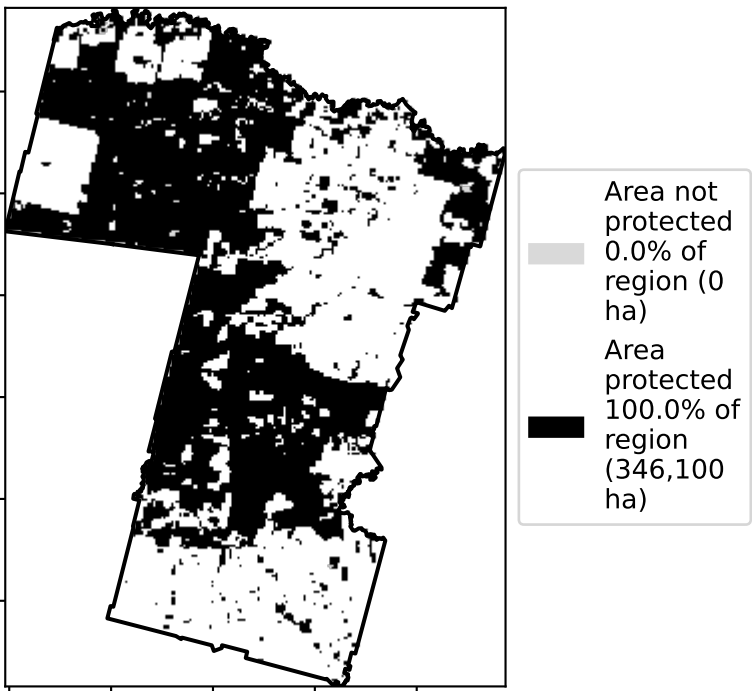 Area not
protected
0.0% of
region (0
ha)
Area
protected
100.0% of
region
(346,100
ha)